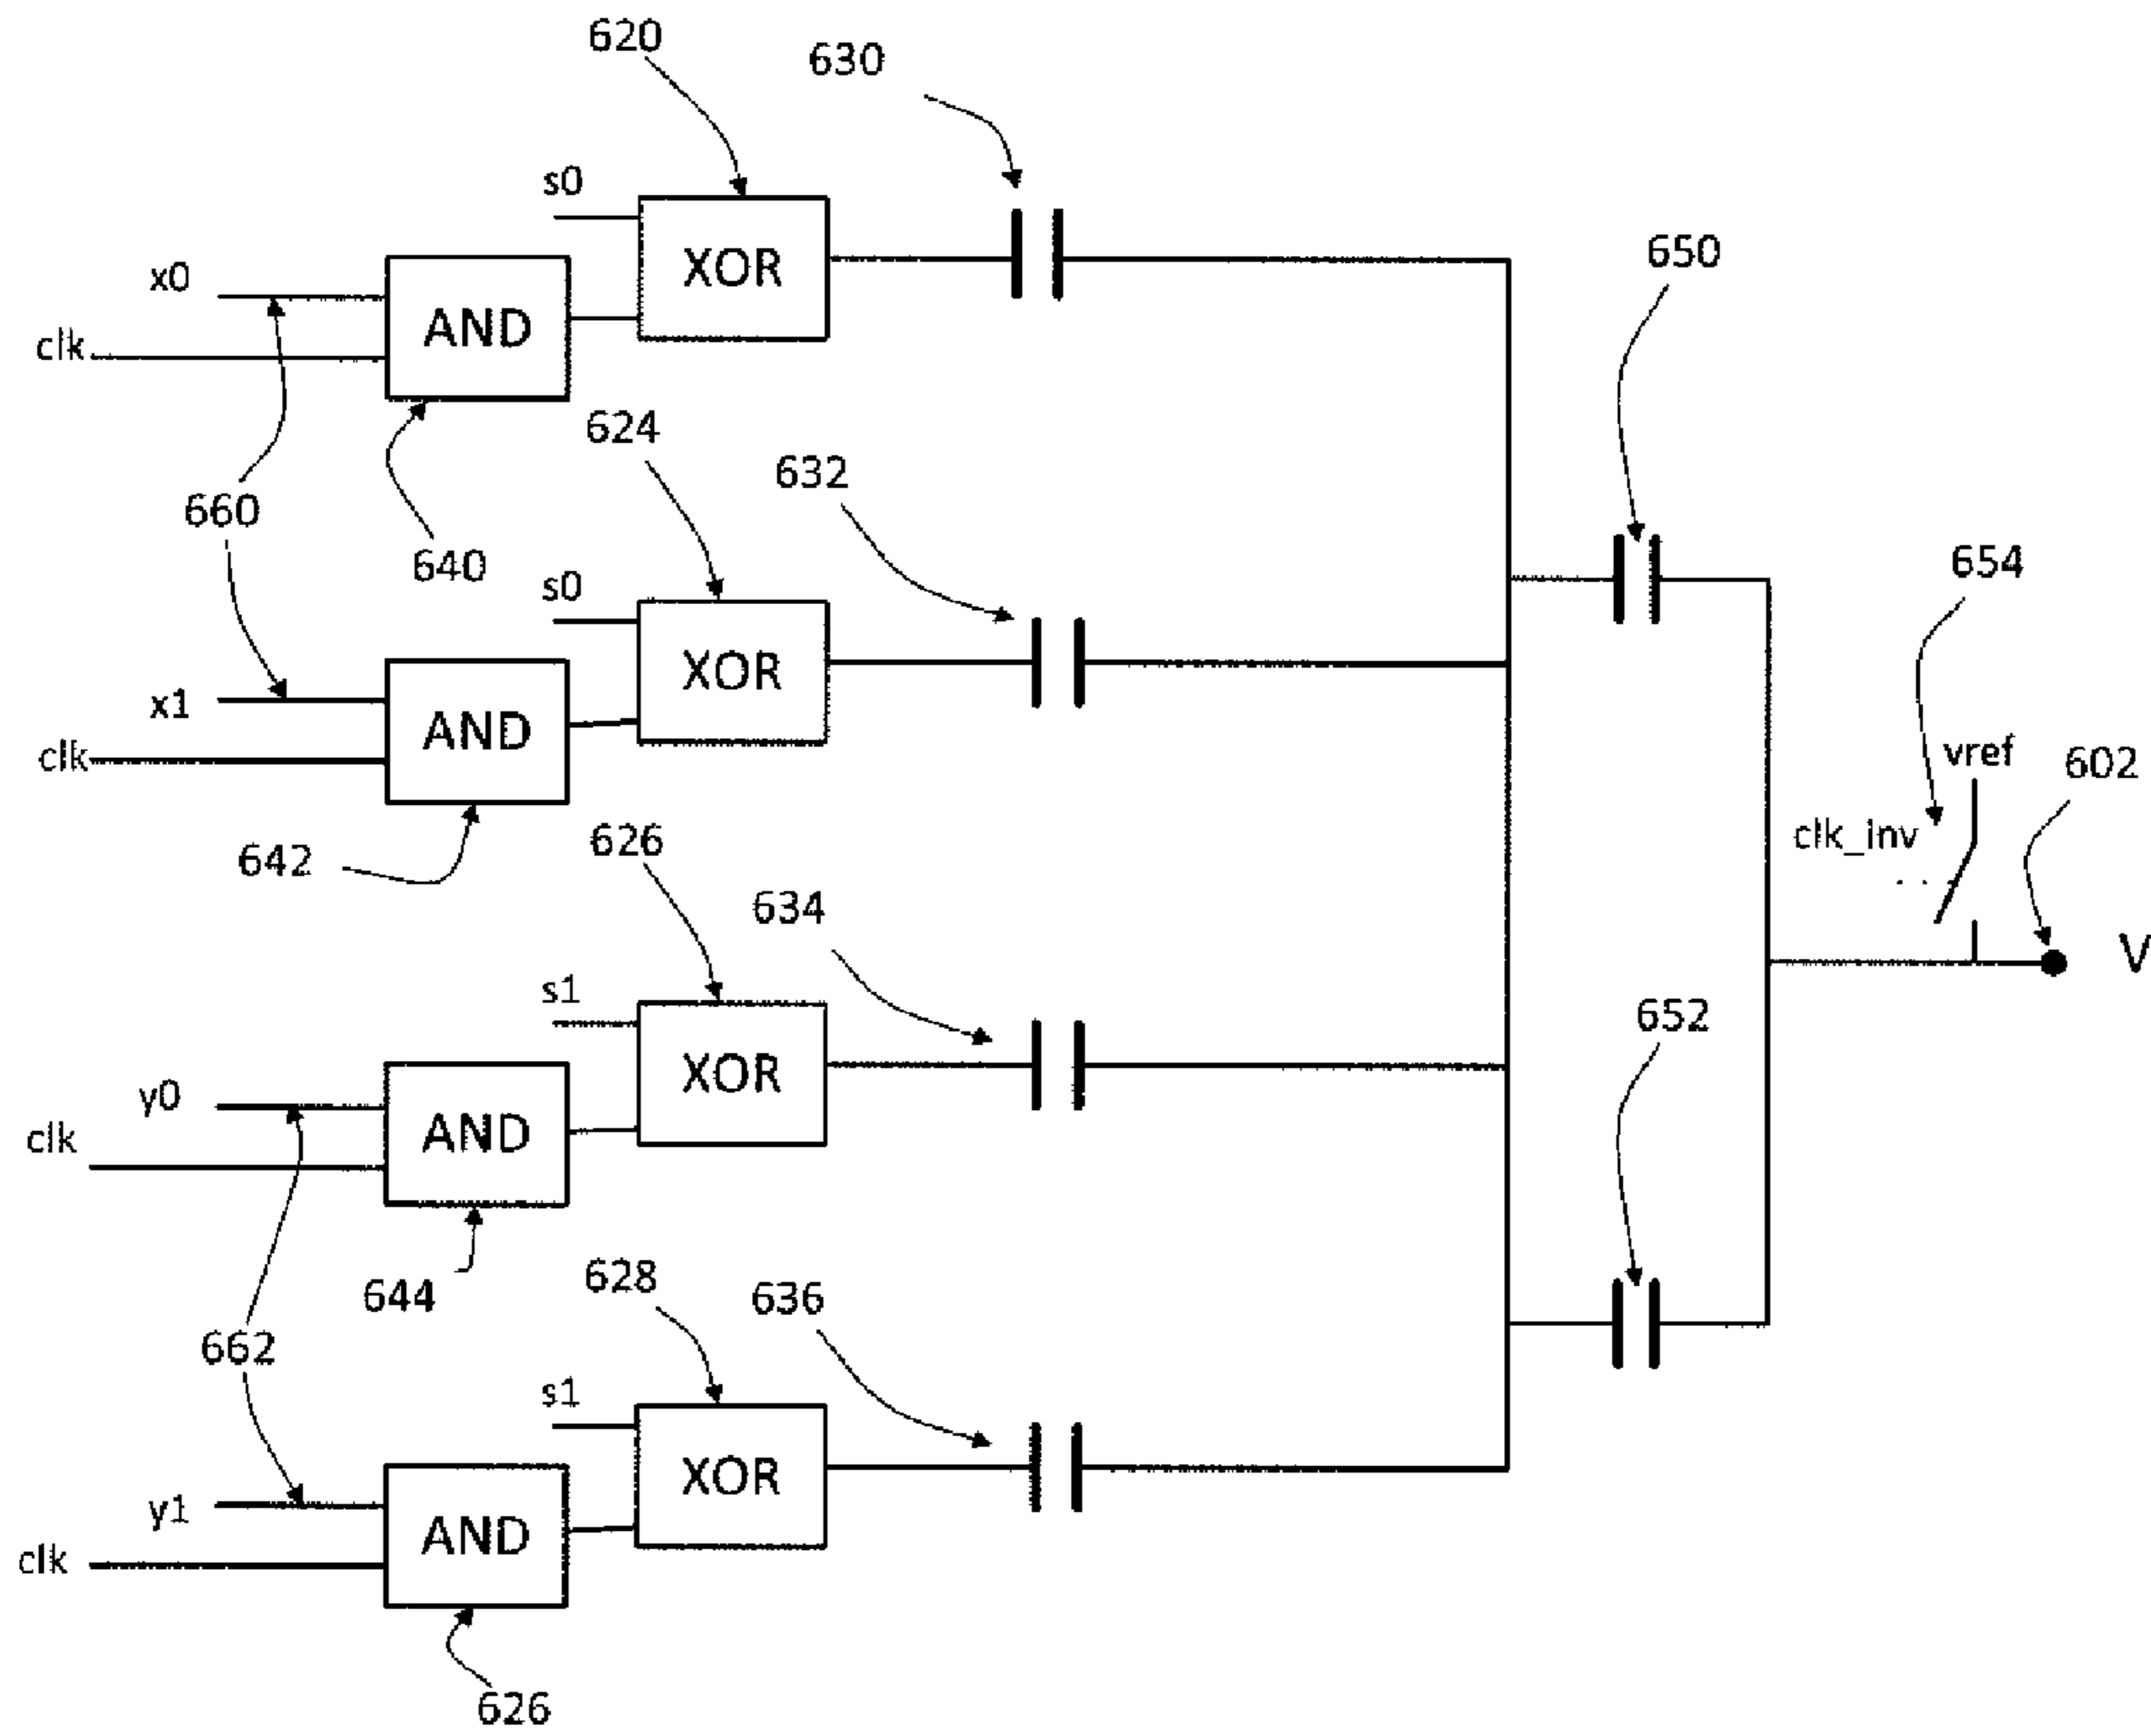 620
630
s0
XOR
650
x0
AND
clk
624
632
660
640
s0
654
XOR
x1
AND
clk
vref
602
clk_inv
642
626
634
V
s1
652
XOR
y0
AND
clk
644
628
636
662
s1
XOR
y1
AND
clk
626